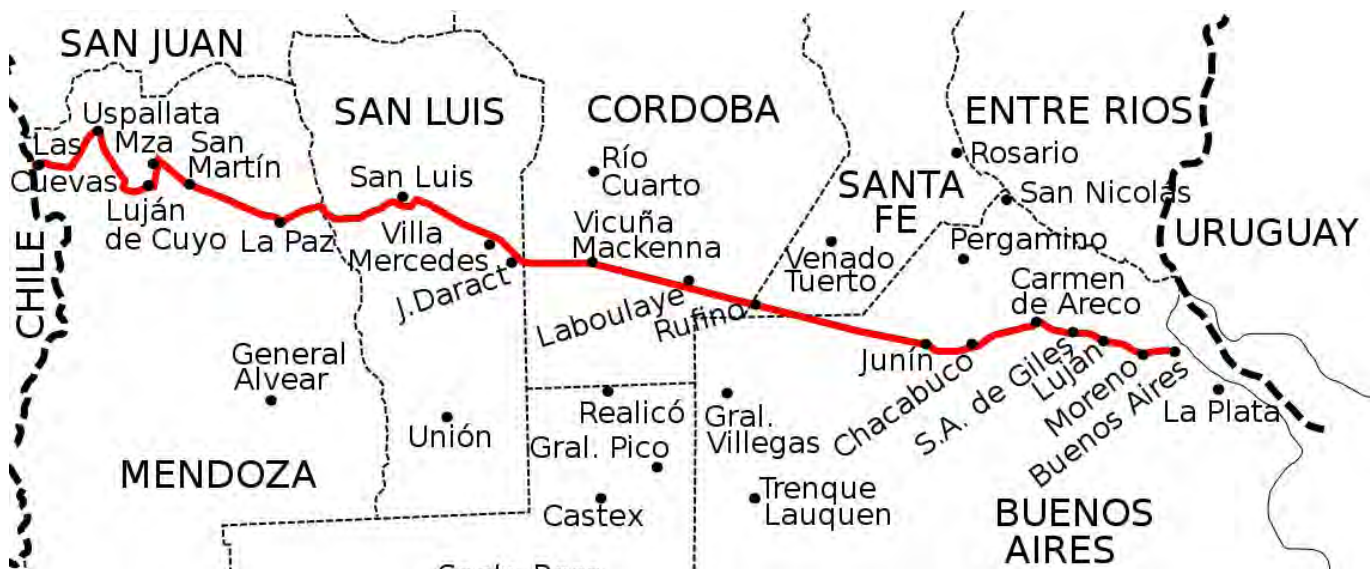 SAN JUAN
Uspallata
Las
Cuevas
Mza
San
Martín
Luján
de Cuyo
La Paz
CHILE
SAN LUIS
San Luis
Villa
Mercedes
J.Daract
General
Alvear
MENDOZA
Unión
CORDOBA
Río
Cuarto
Vicuña
Mackenna
Laboulaye
Rufino
Realicó
Gral. Pico
Castex
SANTA
FE
Venado
Tuerto
ENTRE RIOS
Rosario
San Nicolás
Pergamino
Carmen
de Areco
URUGUAY
Junín
Chacabuco
S.A. de Giles
Luján
Moreno
Buenos Aires
La Plata
Gral.
Villegas
Trenque
Lauquen
BUENOS
AIRES